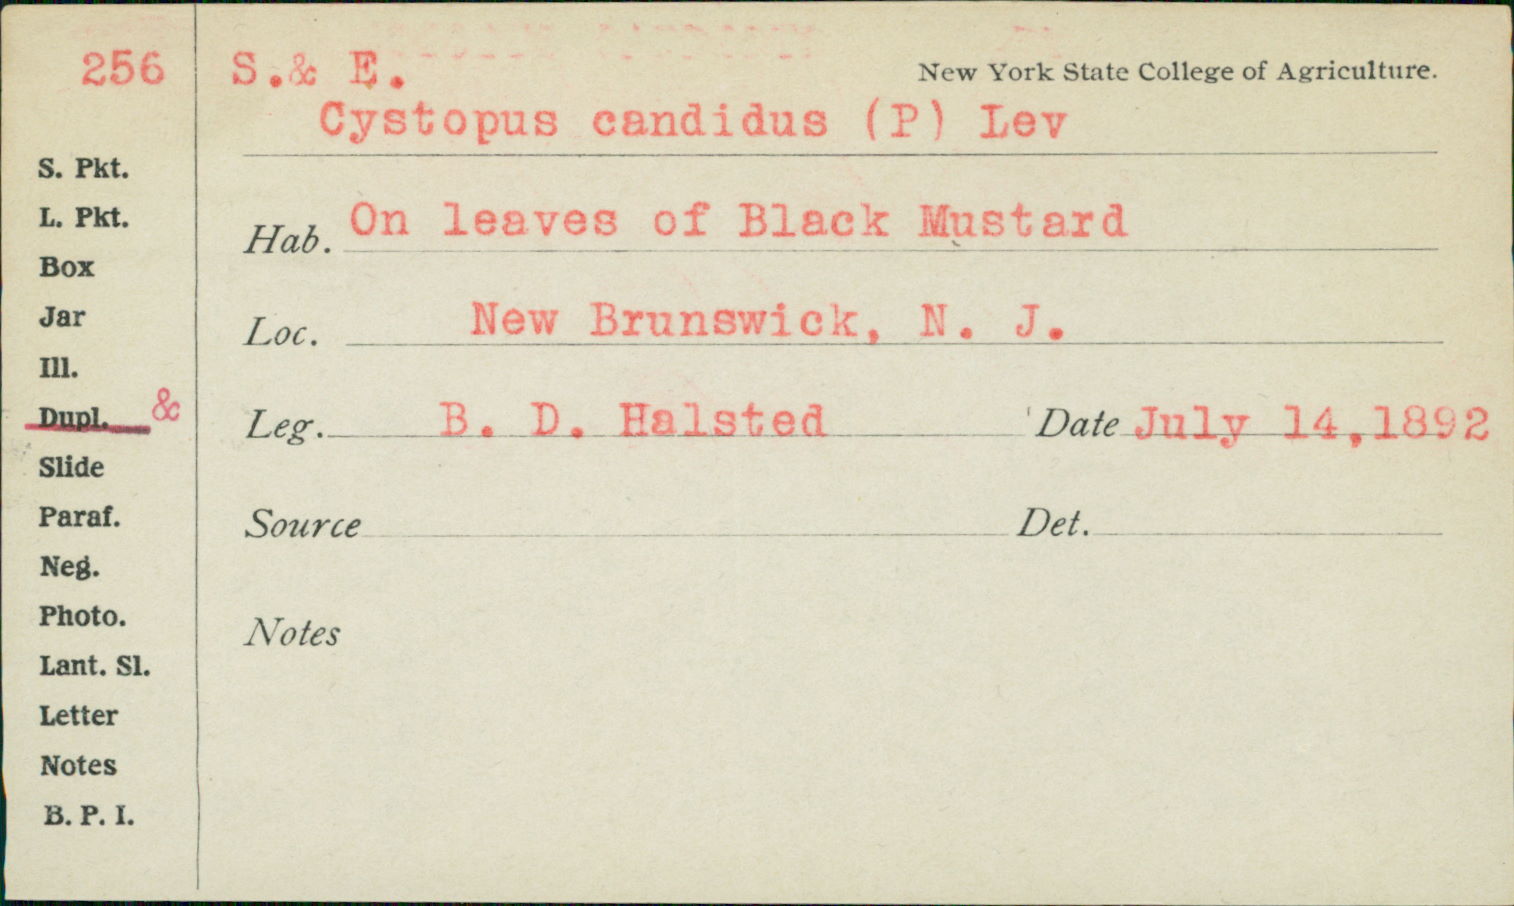 256
S.& E.
New York State College of Agriculture.
Cystopus candidus (P) Lev
S. Pkt.
L. Pkt.
Box
Jar
Ill.
Dupl. &
Slide
Paraf.
Neg.
Photo.
Lant. Sl.
Letter
Notes
B. P. I.
Hab. On leaves of Black Mustard
Loc. New Brunswick, N. J.
Leg. B. D. Halsted Date July 14,1892
Source Det.
Notes